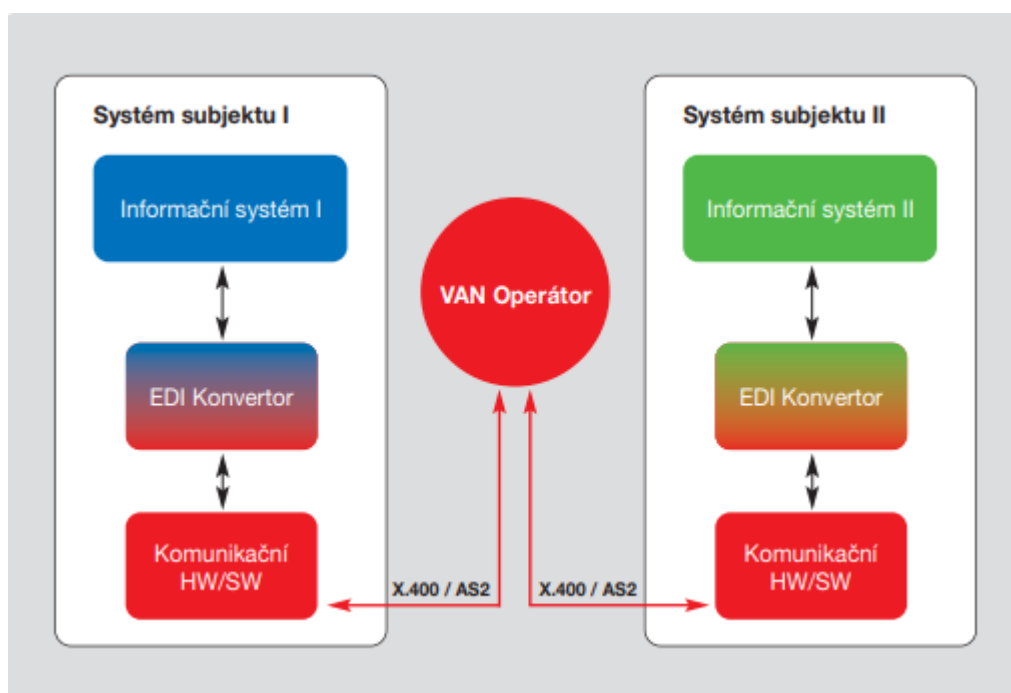 Systém subjektu I
Informační systém I
EDI Konvertor
Komunikační
HW/SW
VAN Operátor
X.400 / AS2
X.400 / AS2
Systém subjektu II
Informační systém II
EDI Konvertor
Komunikační
HW/SW